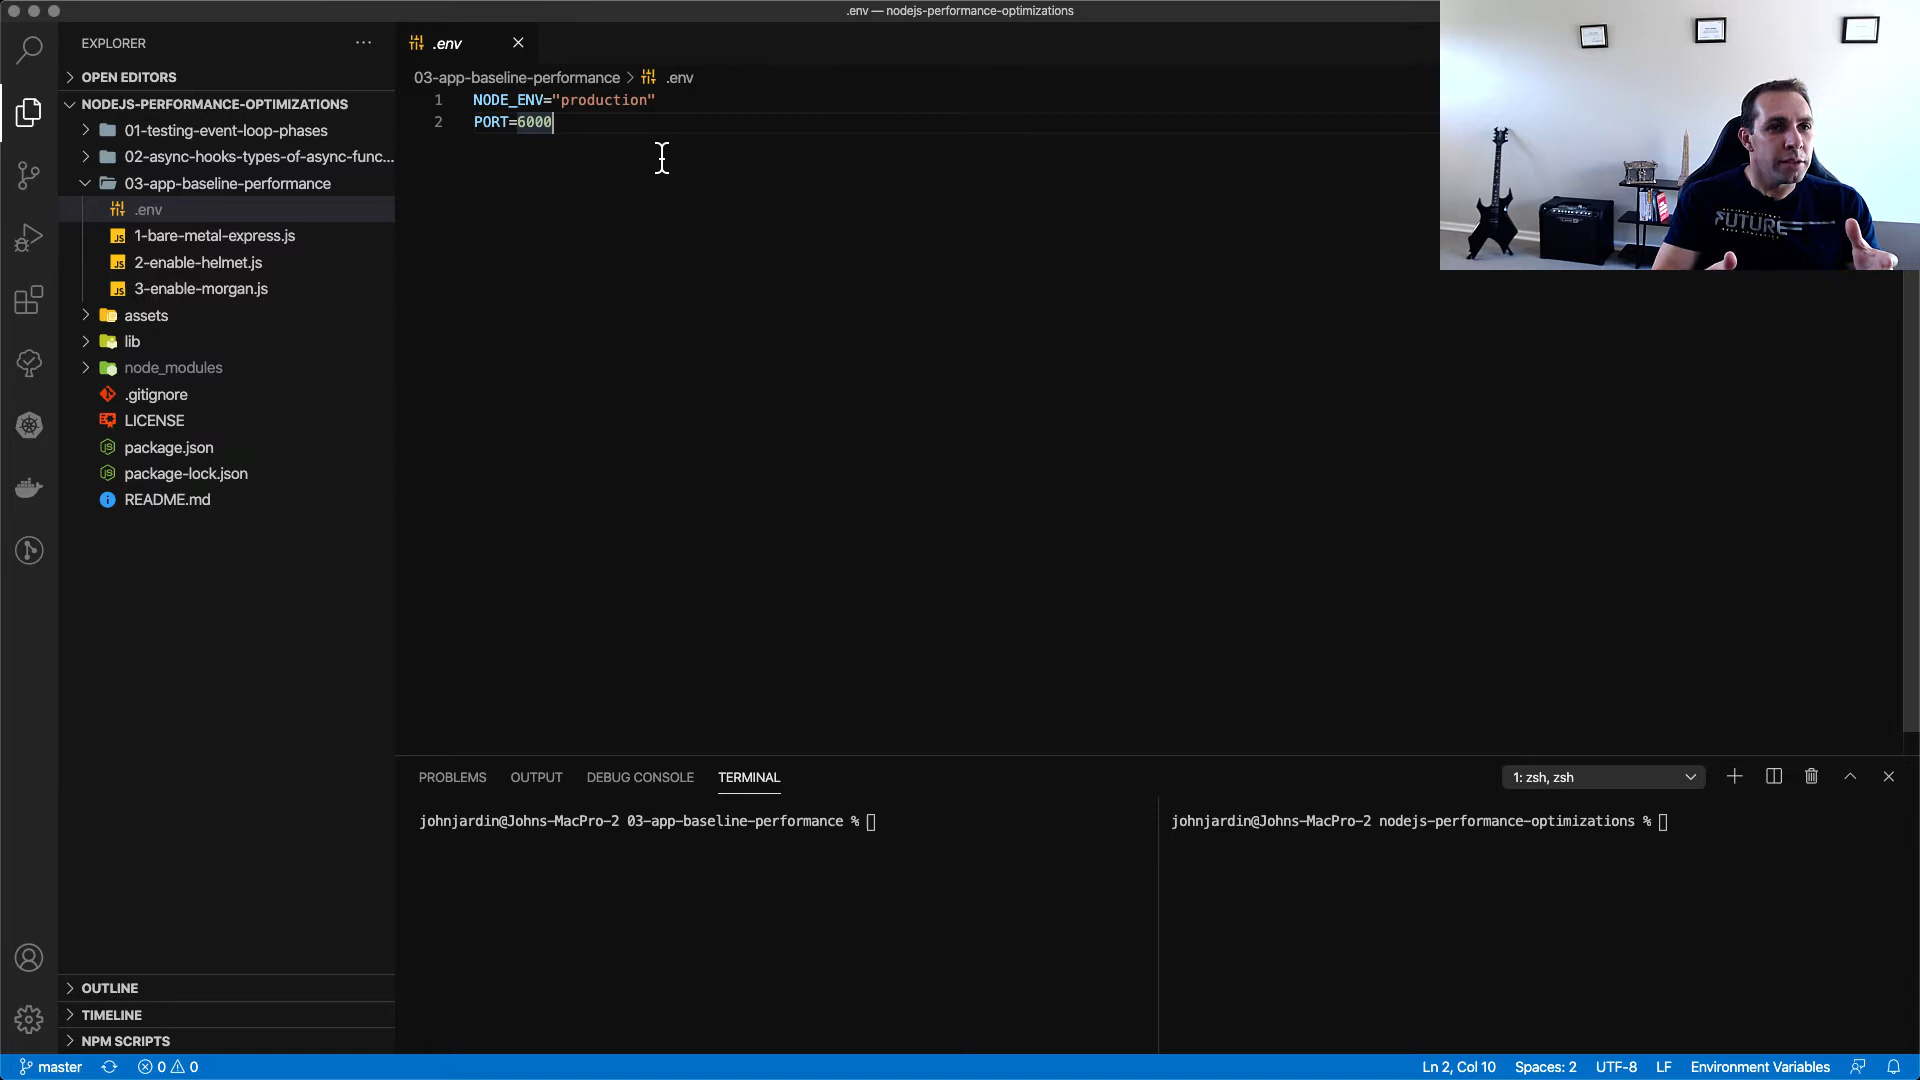 .env — nodejs-performance-optimizations
EXPLORER
OPEN EDITORS
NODEJS-PERFORMANCE-OPTIMIZATIONS
01-testing-event-loop-phases
02-async-hooks-types-of-async-func...
03-app-baseline-performance
.env
1-bare-metal-express.js
2-enable-helmet.js
3-enable-morgan.js
assets
lib
node_modules
.gitignore
LICENSE
package.json
package-lock.json
README.md
OUTLINE
TIMELINE
NPM SCRIPTS
.env
03-app-baseline-performance > .env
1 NODE_ENV="production"
2 PORT=6000
FUTURE
PROBLEMS OUTPUT DEBUG CONSOLE TERMINAL
1: zsh, zsh
johnjardin@Johns-MacPro-2 03-app-baseline-performance %
johnjardin@Johns-MacPro-2 nodejs-performance-optimizations %
master 0 0
Ln 2, Col 10 Spaces: 2 UTF-8 LF Environment Variables